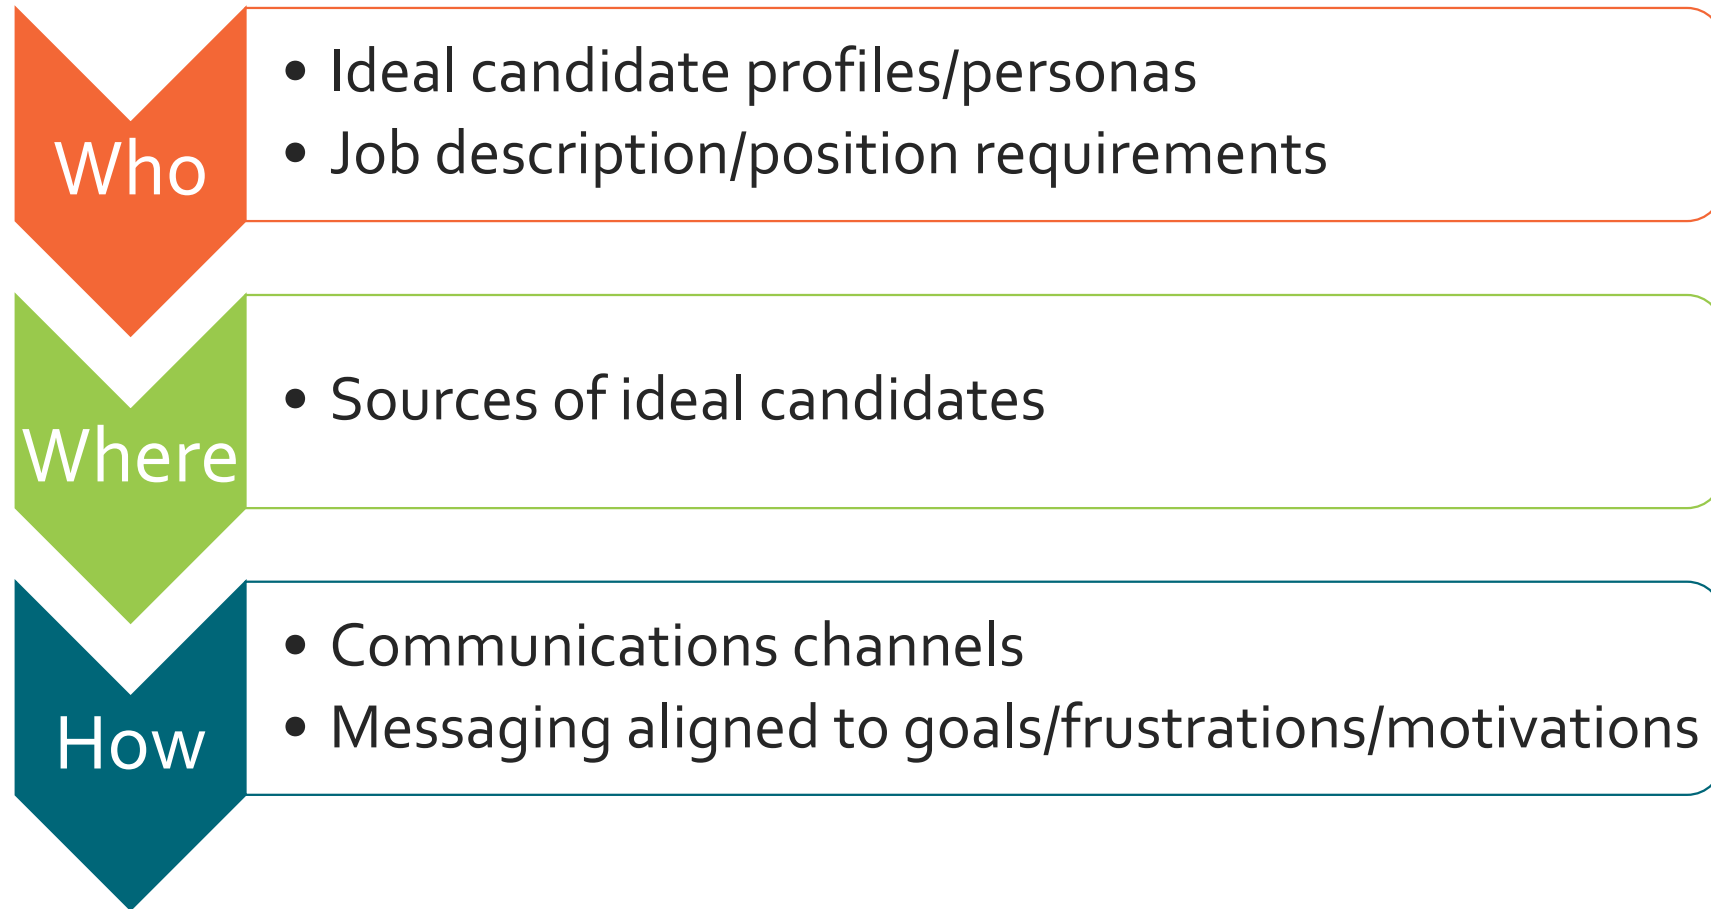 Who
• Ideal candidate profiles/personas
• Job description/position requirements
Where
• Sources of ideal candidates
How
• Communications channels
• Messaging aligned to goals/frustrations/motivations